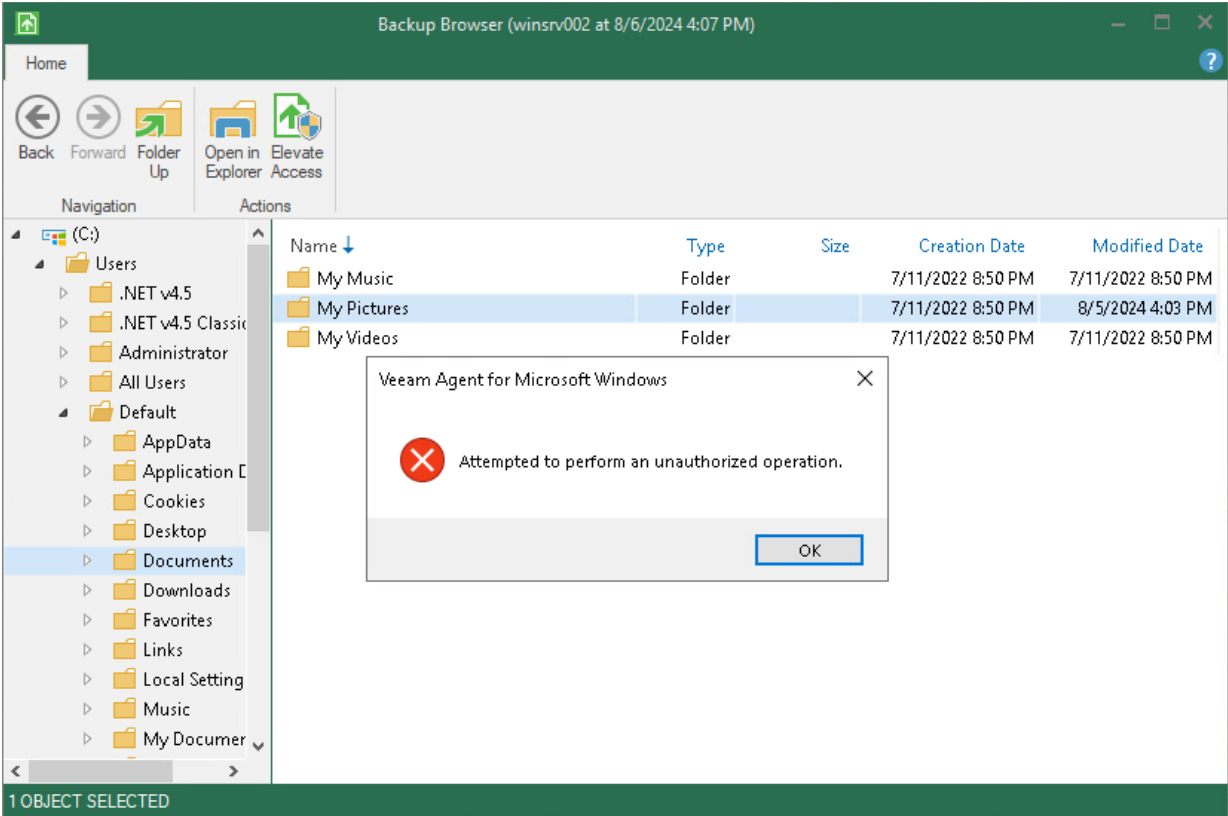 Backup Browser (winsrv002 at 8/6/2024 4:07 PM)
Home
?
Back Forward Folder Up Open in Explorer Elevate Access
Navigation Actions
(C:)
Users
.NET v4.5
.NET v4.5 Classic
Administrator
All Users
Default
AppData
Application D
Cookies
Desktop
Documents
Downloads
Favorites
Links
Local Setting
Music
My Documer
Name Type Size Creation Date Modified Date
My Music Folder 7/11/2022 8:50 PM 7/11/2022 8:50 PM
My Pictures Folder 7/11/2022 8:50 PM 8/5/2024 4:03 PM
My Videos Folder 7/11/2022 8:50 PM 7/11/2022 8:50 PM
Veeam Agent for Microsoft Windows
Attempted to perform an unauthorized operation.
OK
1 OBJECT SELECTED